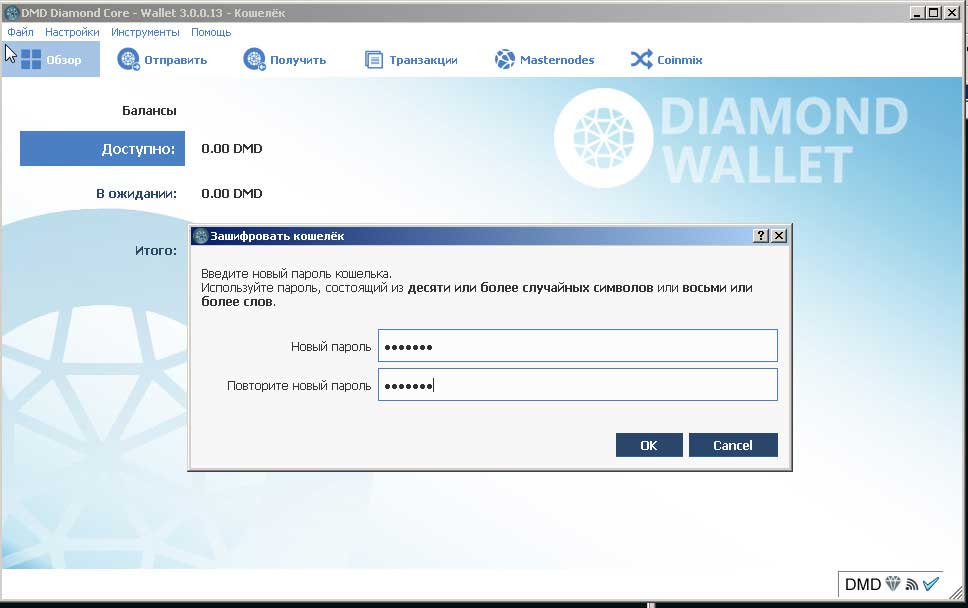 DMD Diamond Core - Wallet 3.0.0.13 - Кошелёк
Файл Настройки Инструменты Помощь
Обзор Отправить Получить Транзакции Masternodes Coinmix
Балансы
DIAMOND
WALLET
Доступно: 0.00 DMD
В ожидании: 0.00 DMD
Итого:
Зашифровать кошелёк
Введите новый пароль кошелька.
Используйте пароль, состоящий из десяти или более случайных символов или восьми или
более слов.
Новый пароль
Повторите новый пароль
OK Cancel
DMD